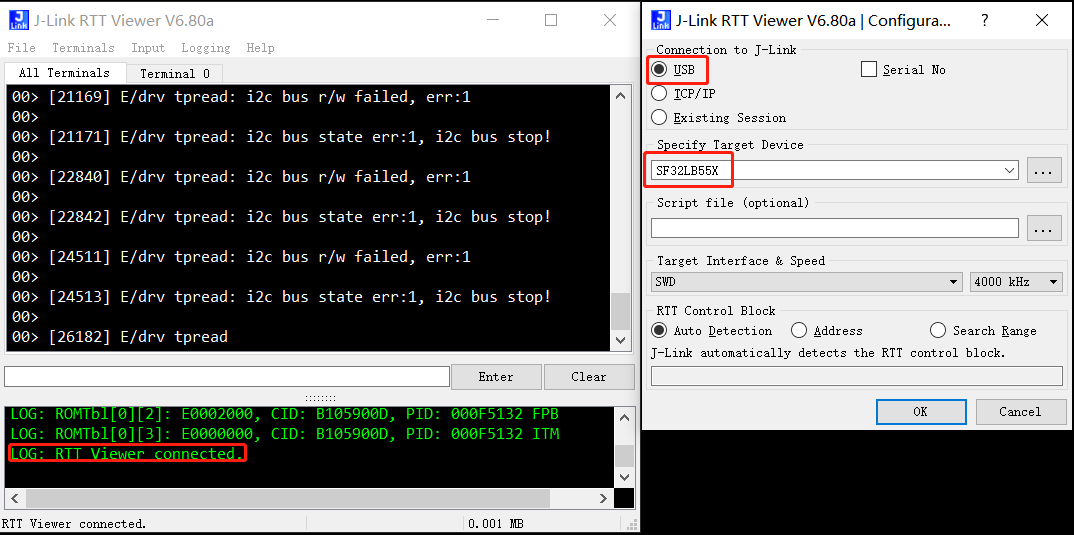 J-Link RTT Viewer V6.80a
File Terminals Input Logging Help
All Terminals Terminal 0
00> [21169] E/drv tpread: i2c bus r/w failed, err:1
00>
00> [21171] E/drv tpread: i2c bus state err:1, i2c bus stop!
00>
00> [22840] E/drv tpread: i2c bus r/w failed, err:1
00>
00> [22842] E/drv tpread: i2c bus state err:1, i2c bus stop!
00>
00> [24511] E/drv tpread: i2c bus r/w failed, err:1
00>
00> [24513] E/drv tpread: i2c bus state err:1, i2c bus stop!
00>
00> [26182] E/drv tpread
Enter Clear
LOG: ROMTbl[0][2]: E0002000, CID: B105900D, PID: 000F5132 FPB
LOG: ROMTbl[0][3]: E0000000, CID: B105900D, PID: 000F5132 ITM
LOG: RTT Viewer connected.
RTT Viewer connected. 0.001 MB
J-Link RTT Viewer V6.80a | Configura... ?
Connection to J-Link
USB Serial No
TCP/IP
Existing Session
Specify Target Device
SF32LB55X ...
Script file (optional)
...
Target Interface & Speed
SWD 4000 kHz
RTT Control Block
Auto Detection Address Search Range
J-Link automatically detects the RTT control block.
OK Cancel